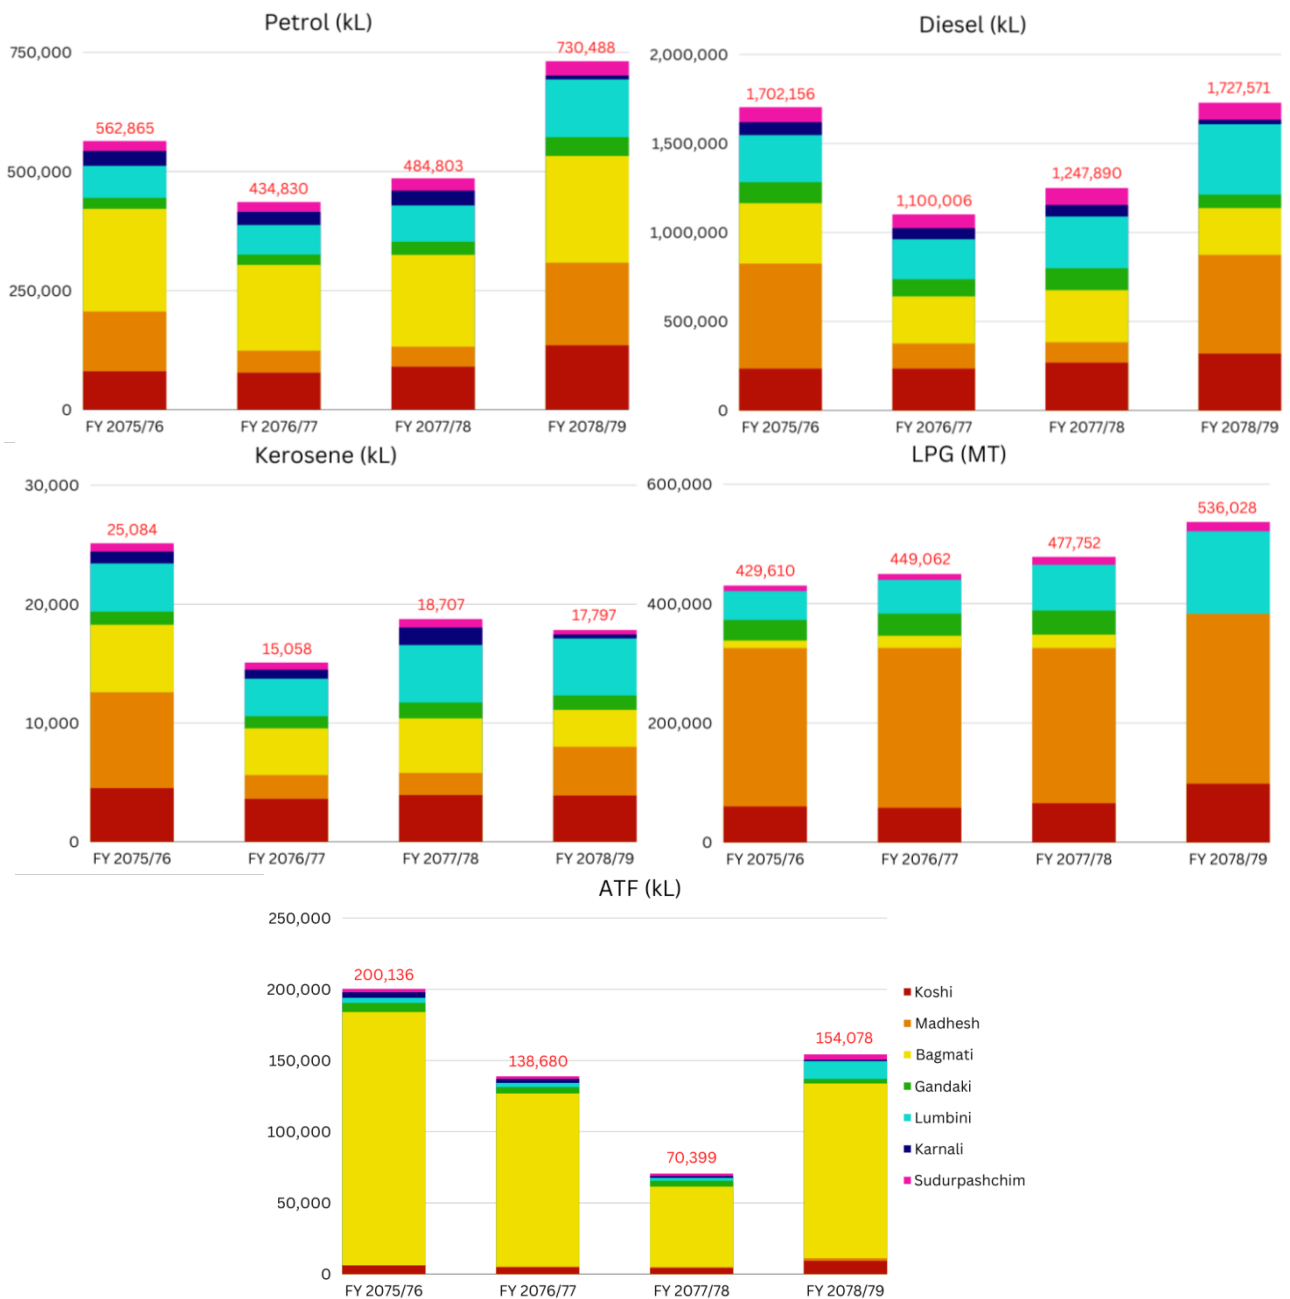 Petrol (kL)
750,000
500,000
250,000
0
562,865
434,830
484,803
730,488
FY 2075/76
FY 2076/77
FY 2077/78
FY 2078/79
Diesel (kL)
2,000,000
1,500,000
1,000,000
500,000
0
1,702,156
1,100,006
1,247,890
1,727,571
FY 2075/76
FY 2076/77
FY 2077/78
FY 2078/79
Kerosene (kL)
30,000
20,000
10,000
0
25,084
15,058
18,707
17,797
FY 2075/76
FY 2076/77
FY 2077/78
FY 2078/79
LPG (MT)
600,000
400,000
200,000
0
429,610
449,062
477,752
536,028
FY 2075/76
FY 2076/77
FY 2077/78
FY 2078/79
ATF (kL)
250,000
200,000
150,000
100,000
50,000
0
200,136
138,680
70,399
154,078
FY 2075/76
FY 2076/77
FY 2077/78
FY 2078/79
Koshi
Madhesh
Bagmati
Gandaki
Lumbini
Karnali
Sudurpashchim